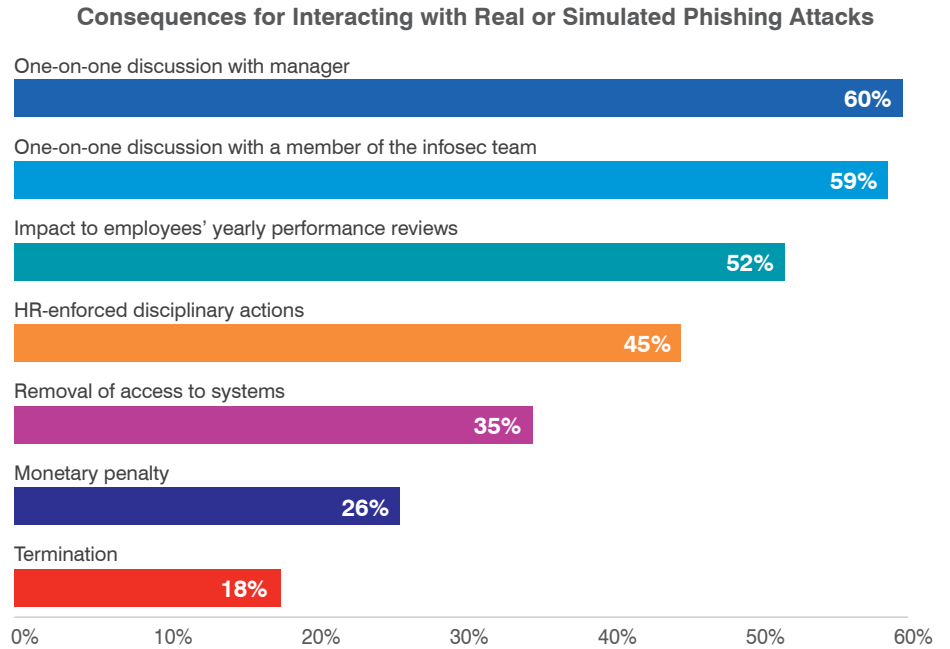 Consequences for Interacting with Real or Simulated Phishing Attacks
One-on-one discussion with manager
60%
One-on-one discussion with a member of the infosec team
59%
Impact to employees’ yearly performance reviews
52%
HR-enforced disciplinary actions
45%
Removal of access to systems
35%
Monetary penalty
26%
Termination
18%
0% 10% 20% 30% 40% 50% 60%